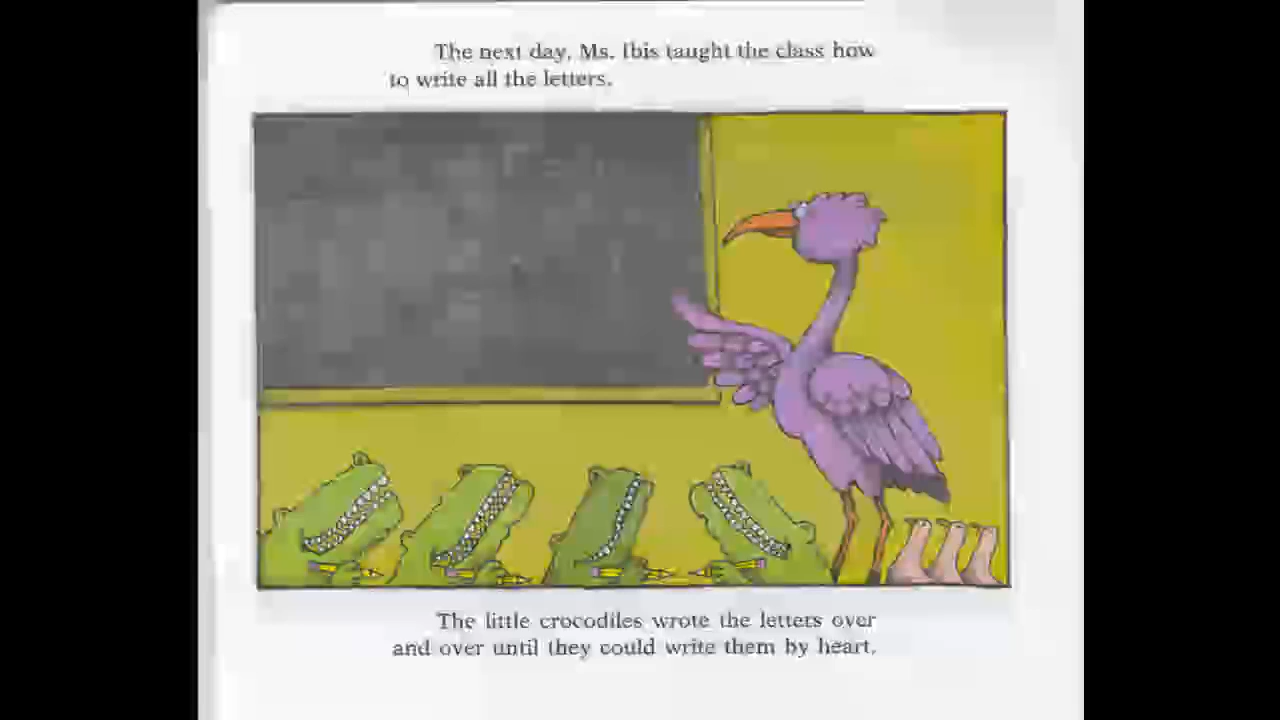 The next day, Ms. Ibis taught the class how
to write all the letters.
The little crocodiles wrote the letters over
and over until they could write them by heart.